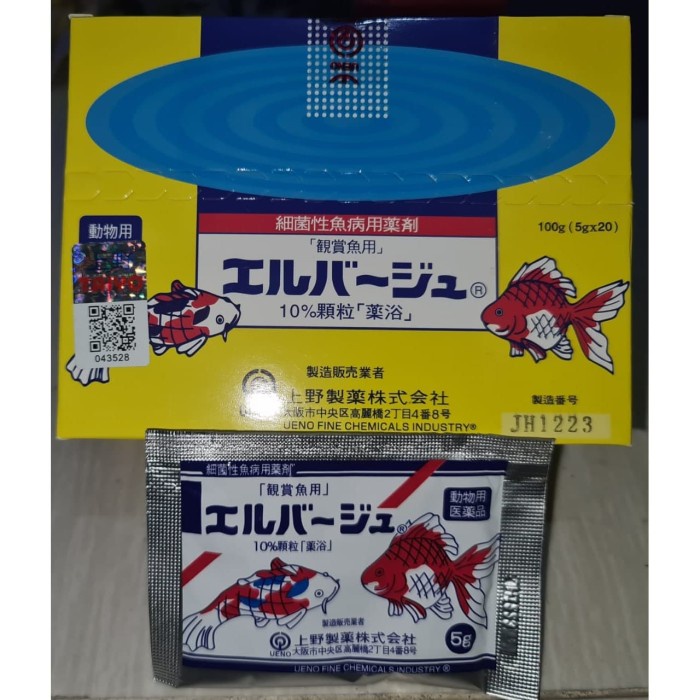 細菌性魚病用薬剤
動物用
100g (5g×20)
「観賞魚用」
エルバージュ®
10%顆粒「薬浴」
043528
製造販売業者
上野製薬株式会社
大阪市中央区高麗橋2丁目4番8号
UENO FINE CHEMICALS INDUSTRY®
製造番号
JH1223
細菌性魚病用薬剤
「観賞魚用」
動物用
医薬品
エルバージュ®
10%顆粒「薬浴」
製造販売業者
上野製薬株式会社
UENO
大阪市中央区高麗橋2丁目4番8号
UENO FINE CHEMICALS INDUSTRY®
5g